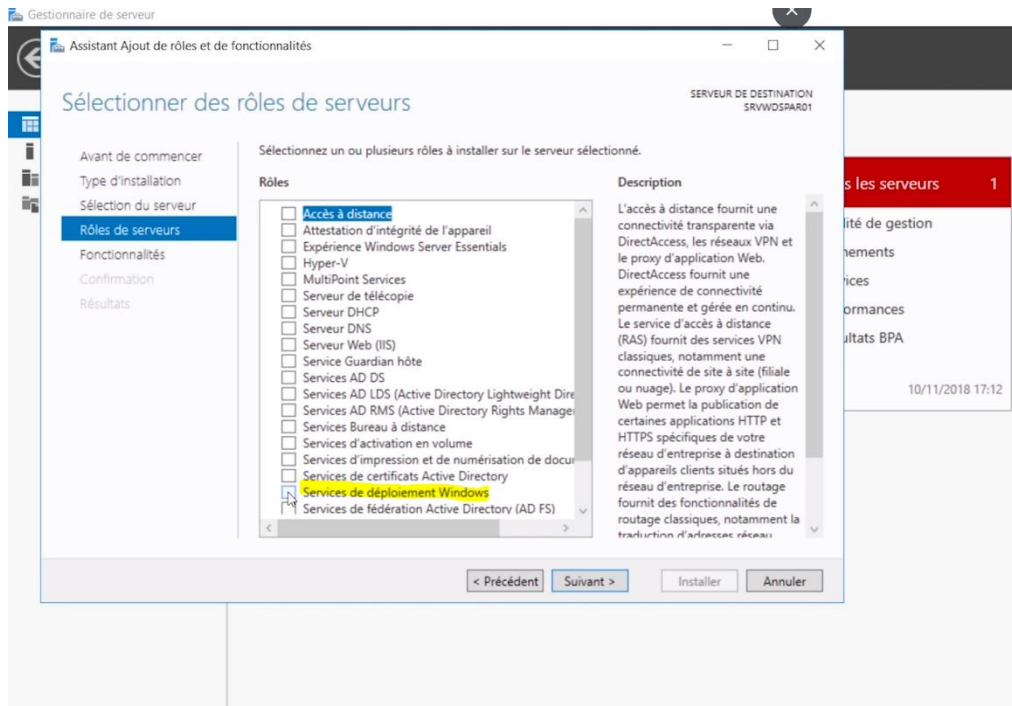 Gestionnaire de serveur
Assistant Ajout de rôles et de fonctionnalités
Sélectionner des rôles de serveurs
SERVEUR DE DESTINATION
SRVWDSPAR01
Avant de commencer
Type d'installation
Sélection du serveur
Rôles de serveurs
Fonctionnalités
Confirmation
Résultats
Sélectionnez un ou plusieurs rôles à installer sur le serveur sélectionné.
Rôles
Accès à distance
Attestation d'intégrité de l'appareil
Expérience Windows Server Essentials
Hyper-V
MultiPoint Services
Serveur de télécopie
Serveur DHCP
Serveur DNS
Serveur Web (IIS)
Service Guardian hôte
Services AD DS
Services AD LDS (Active Directory Lightweight Dire
Services AD RMS (Active Directory Rights Manage
Services Bureau à distance
Services d'activation en volume
Services d'impression et de numérisation de docu
Services de certificats Active Directory
Services de déploiement Windows
Services de fédération Active Directory (AD FS)
Description
L'accès à distance fournit une
connectivité transparente via
DirectAccess, les réseaux VPN et
le proxy d'application Web.
DirectAccess fournit une
expérience de connectivité
permanente et gérée en continu.
Le service d'accès à distance
(RAS) fournit des services VPN
classiques, notamment une
connectivité de site à site (filiale
ou nuage). Le proxy d'application
Web permet la publication de
certaines applications HTTP et
HTTPS spécifiques de votre
réseau d'entreprise à destination
d'appareils clients situés hors du
réseau d'entreprise. Le routage
fournit des fonctionnalités de
routage classiques, notamment la
traduction d'adresses réseau
s les serveurs 1
lité de gestion
nements
ices
ormances
ultats BPA
10/11/2018 17:12
< Précédent
Suivant >
Installer
Annuler